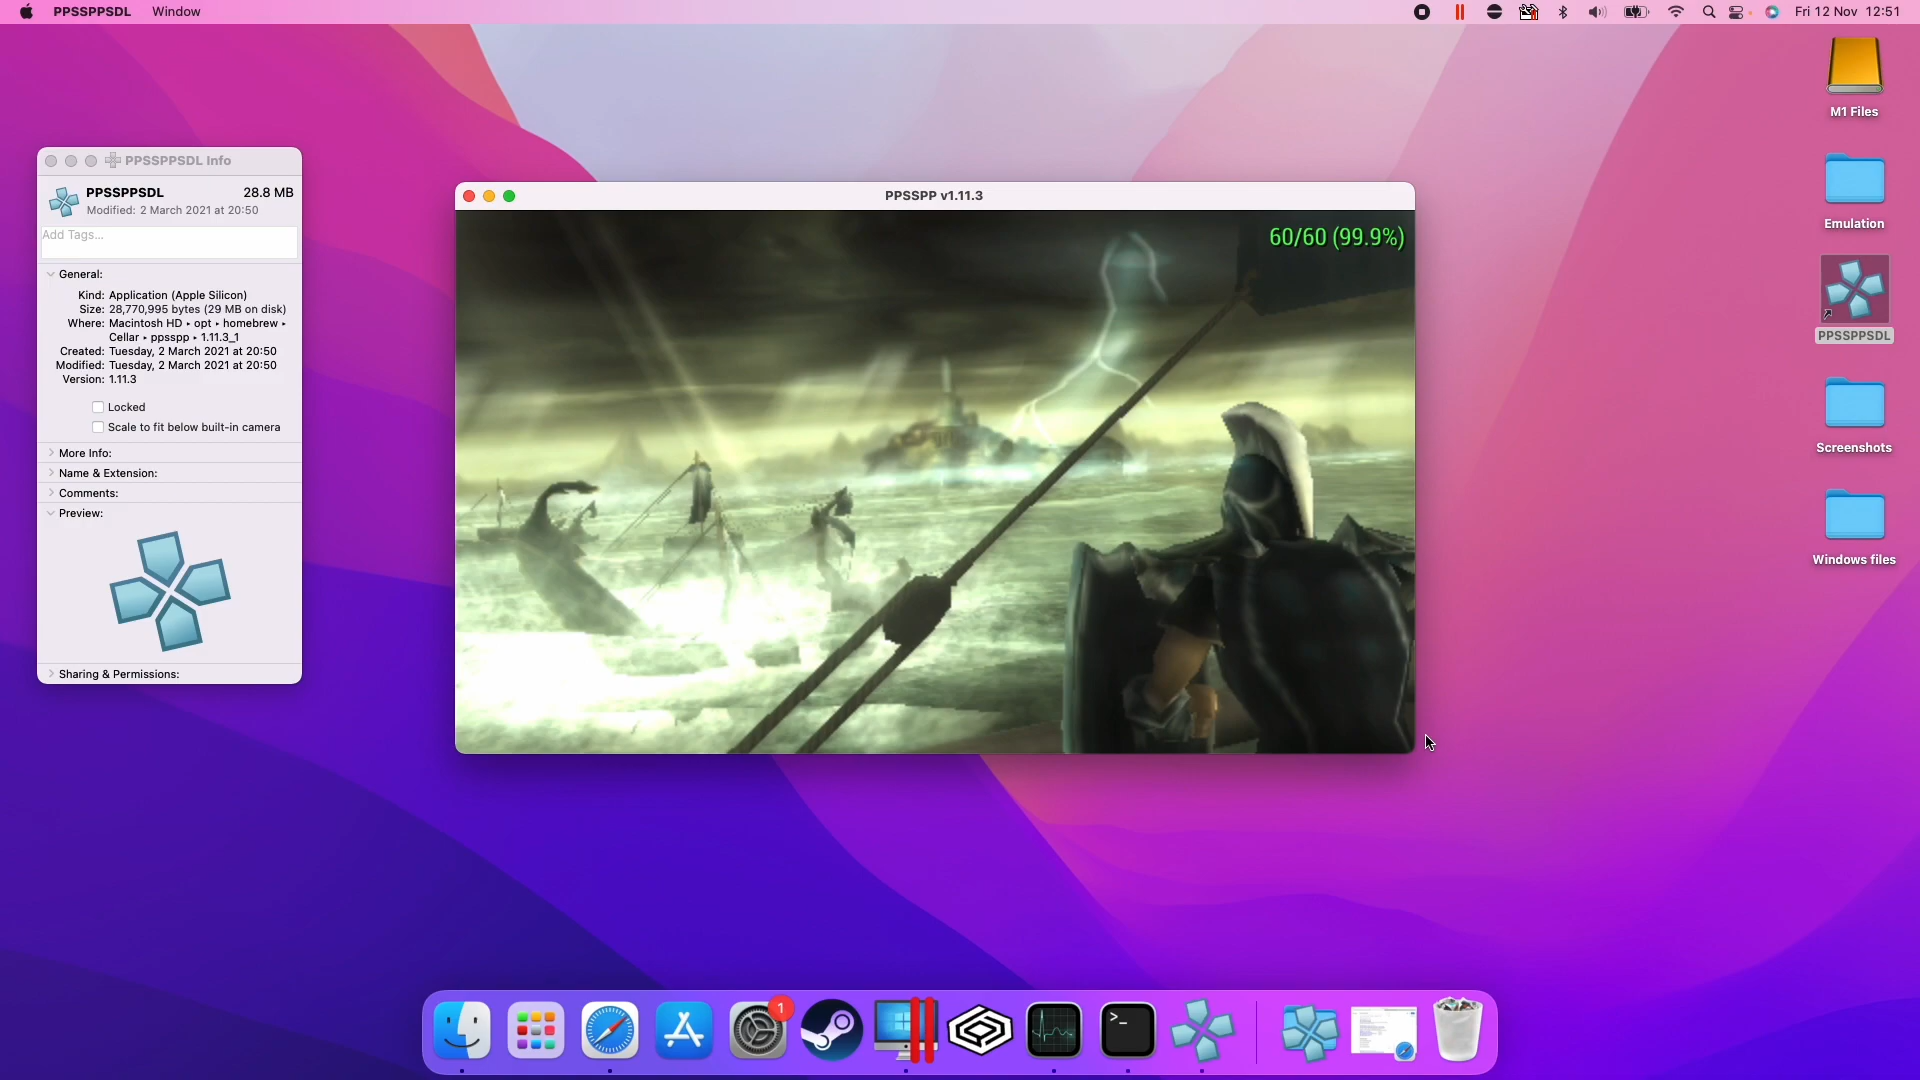 PPSSPPSDL Window
Fri 12 Nov 12:51
M1 Files
Emulation
PPSSPPSDL
Screenshots
Windows files
PPSSPPSDL Info
PPSSPPSDL 28.8 MB
Modified: 2 March 2021 at 20:50
Add Tags...
General:
Kind: Application (Apple Silicon)
Size: 28,770,995 bytes (29 MB on disk)
Where: Macintosh HD ▸ opt ▸ homebrew ▸
Cellar ▸ ppsspp ▸ 1.11.3_1
Created: Tuesday, 2 March 2021 at 20:50
Modified: Tuesday, 2 March 2021 at 20:50
Version: 1.11.3
Locked
Scale to fit below built-in camera
More Info:
Name & Extension:
Comments:
Preview:
Sharing & Permissions:
PPSSPP v1.11.3
60/60 (99.9%)
1
>_